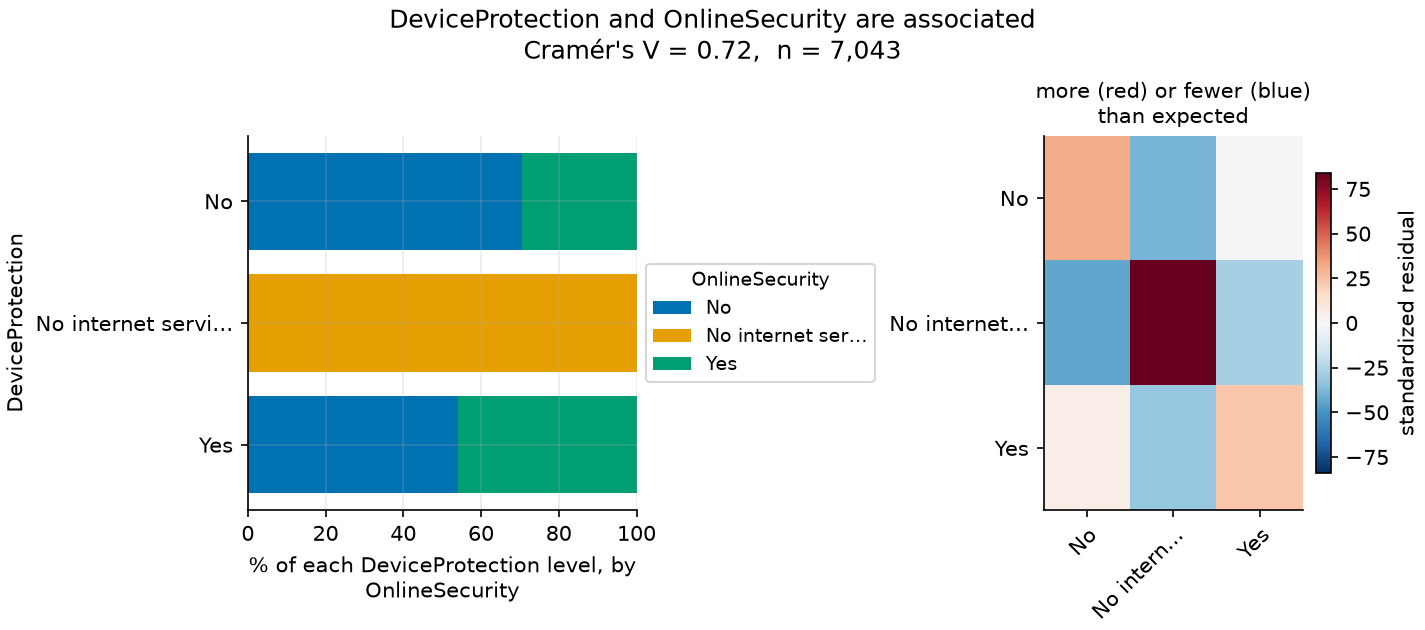 DeviceProtection and OnlineSecurity are associated
Cramér's V = 0.72,  n = 7,043
DeviceProtection
No
No internet servi…
Yes
0
20
40
60
80
100
% of each DeviceProtection level, by
OnlineSecurity
OnlineSecurity
No
No internet ser…
Yes
more (red) or fewer (blue)
than expected
No
No internet…
Yes
No
No intern…
Yes
75
50
25
0
−25
−50
−75
standardized residual